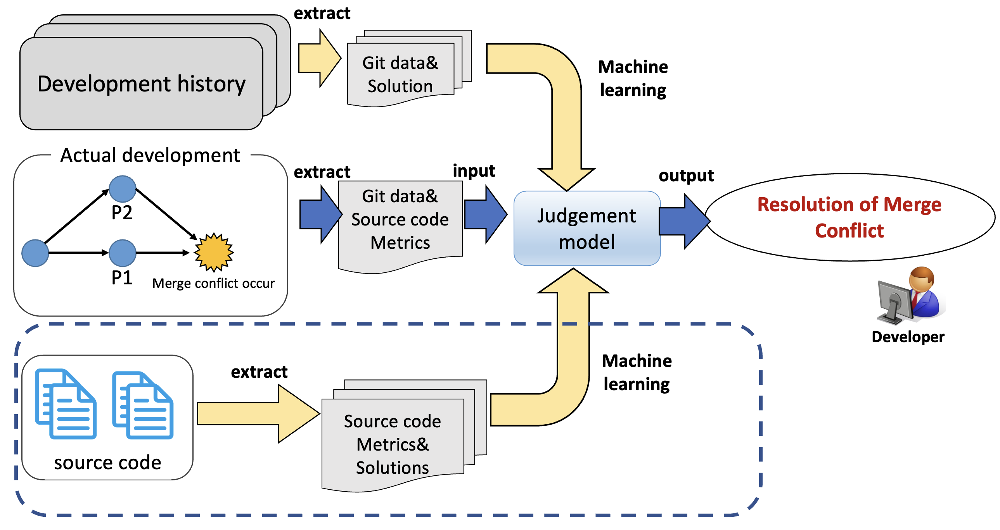 extract
Development history
Git data&
Solution
Machine
learning
Actual development
P2
P1
Merge conflict occur
extract
Git data&
Source code
Metrics
input
Judgement
model
output
Resolution of Merge
Conflict
Developer
source code
extract
Source code
Metrics&
Solutions
Machine
learning